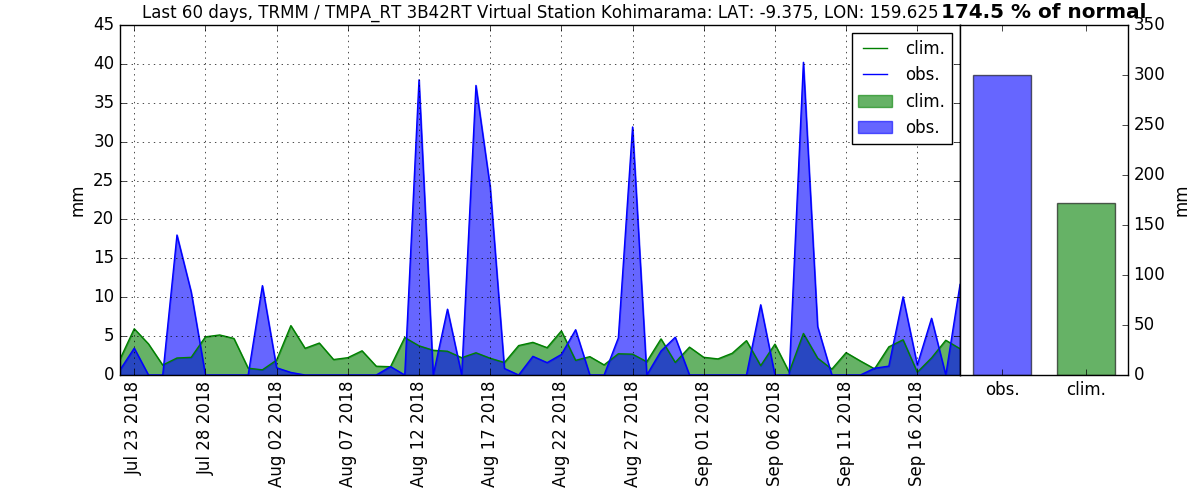 Last 60 days, TRMM / TMPA_RT 3B42RT Virtual Station Kohimarama: LAT: -9.375, LON: 159.625 174.5 % of normal
45
40
35
30
25
20
15
10
5
0
mm
clim.
obs.
clim.
obs.
350
300
250
200
150
100
50
0
mm
Jul 23 2018
Jul 28 2018
Aug 02 2018
Aug 07 2018
Aug 12 2018
Aug 17 2018
Aug 22 2018
Aug 27 2018
Sep 01 2018
Sep 06 2018
Sep 11 2018
Sep 16 2018
obs.
clim.